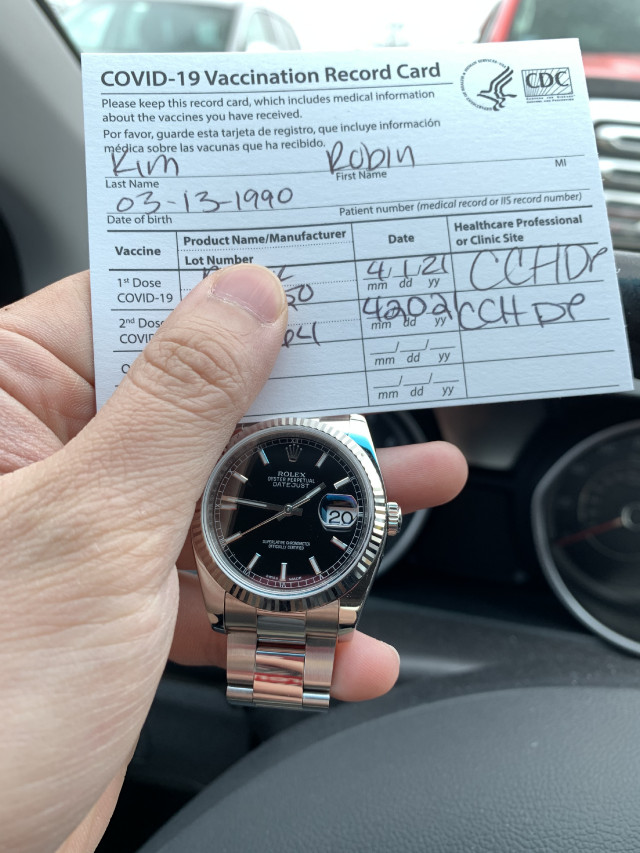 COVID-19 Vaccination Record Card
CDC
Please keep this record card, which includes medical information
about the vaccines you have received.
Por favor, guarde esta tarjeta de registro, que incluye información
médica sobre las vacunas que ha recibido.
Kim Robin
Last Name First Name MI
03-13-1990
Date of birth Patient number (medical record or IIS record number)
Vaccine Product Name/Manufacturer Date Healthcare Professional
Lot Number or Clinic Site
1st Dose 4/1/21 CCHDP
COVID-19 mm dd yy
2nd Dose 42021 CCHDP
mm dd yy
mm dd yy
mm dd yy
ROLEX
OYSTER PERPETUAL
DATEJUST
20
SUPERLATIVE CHRONOMETER
OFFICIALLY CERTIFIED
SWISS MADE